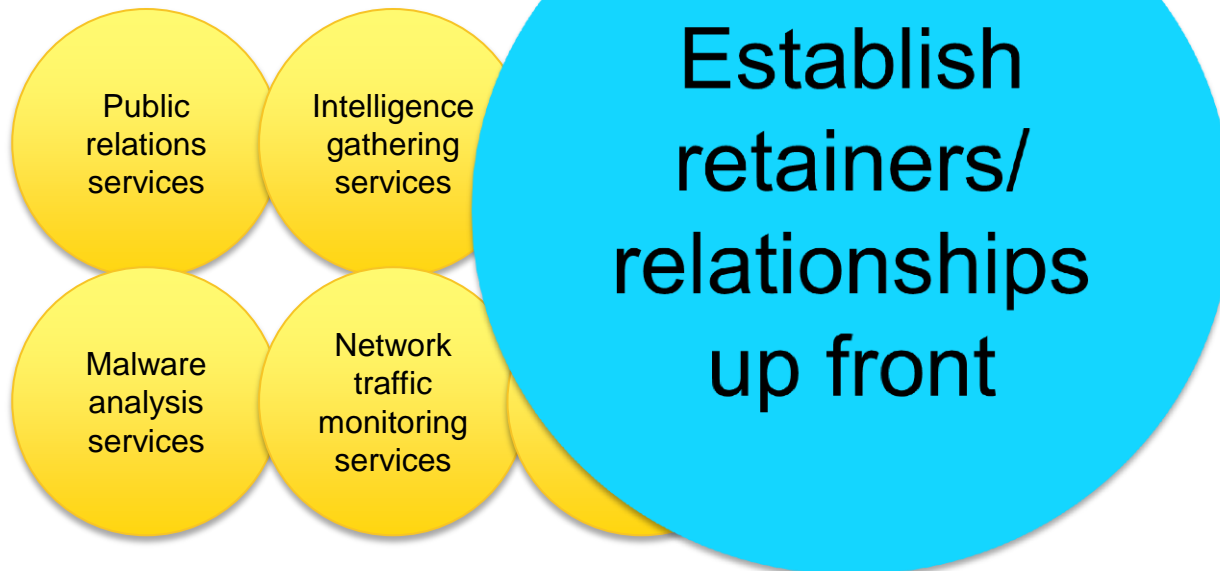 Public
relations
services
Intelligence
gathering
services
Establish
retainers/
relationships
up front
Malware
analysis
services
Network
traffic
monitoring
services